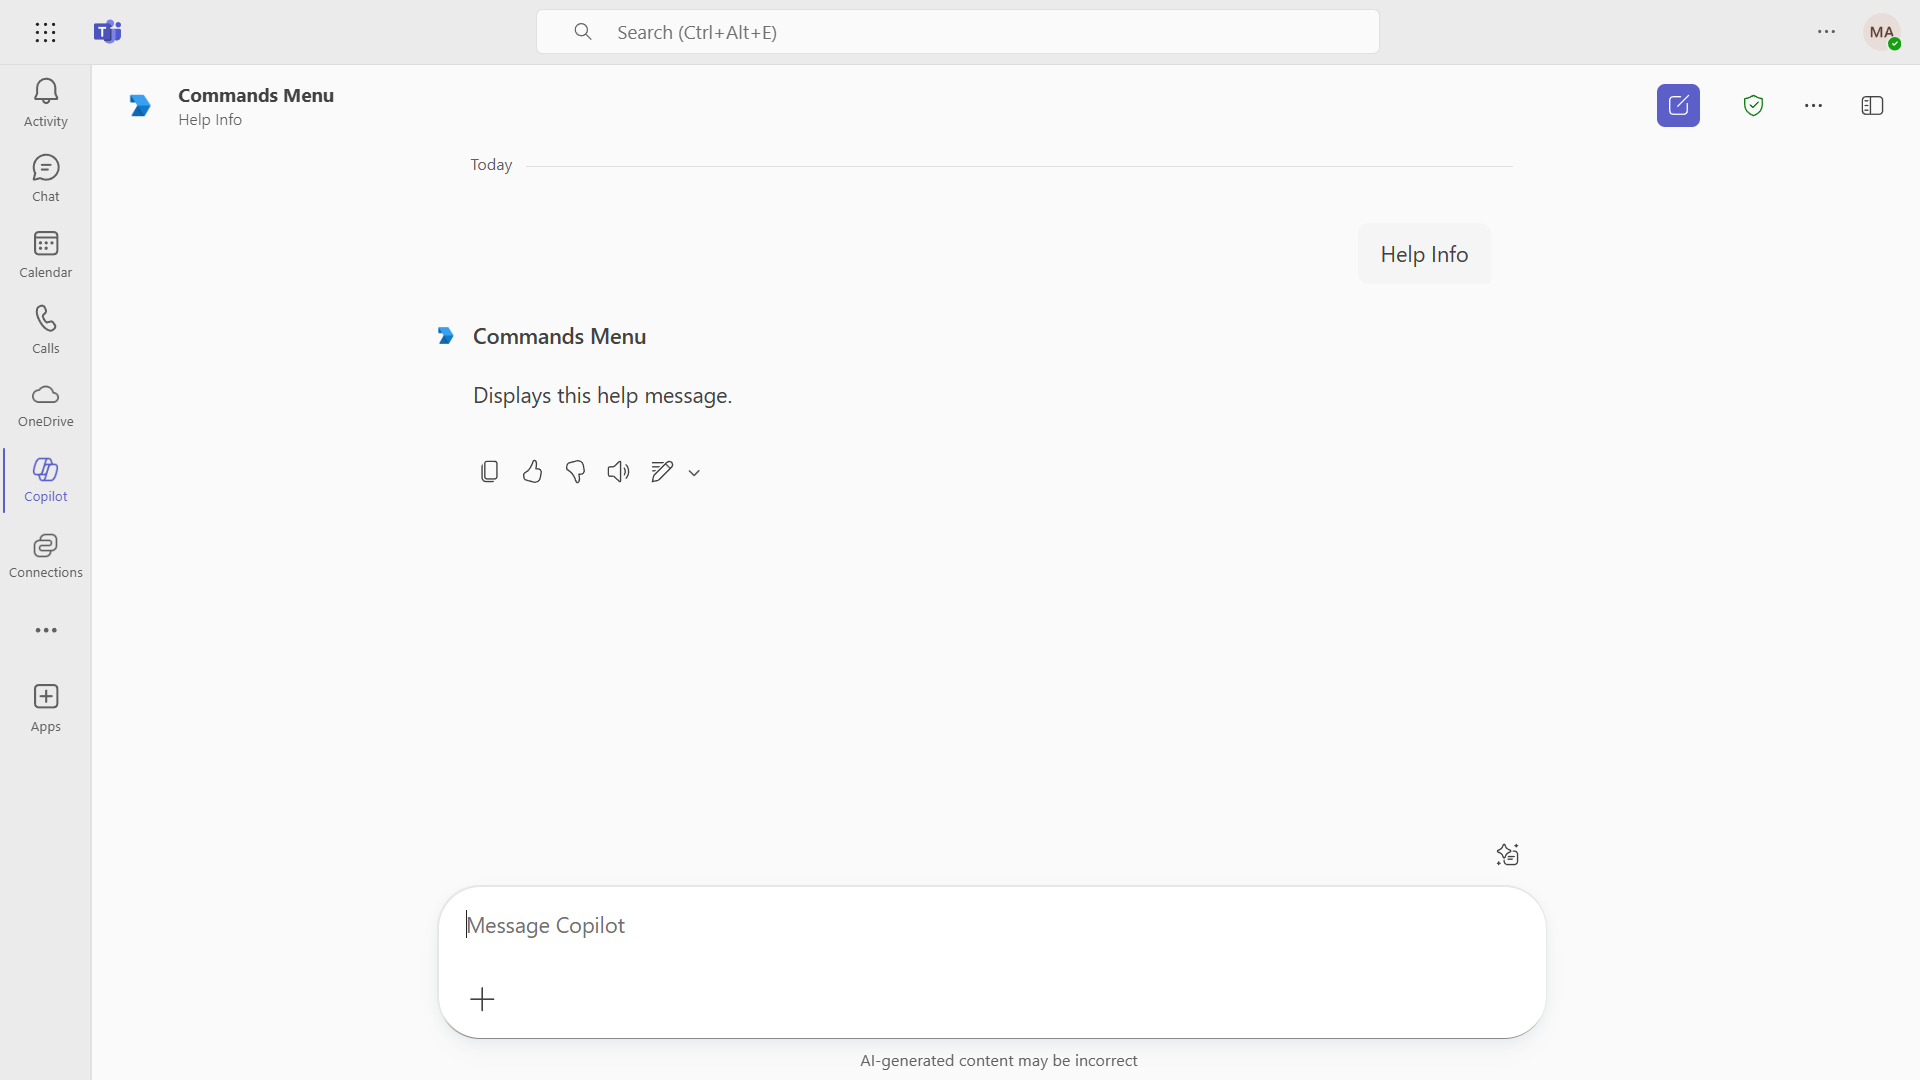 Search (Ctrl+Alt+E)
MA
Activity
Chat
Calendar
Calls
OneDrive
Copilot
Connections
Apps
Commands Menu
Help Info
Today
Help Info
Commands Menu
Displays this help message.
Message Copilot
AI-generated content may be incorrect